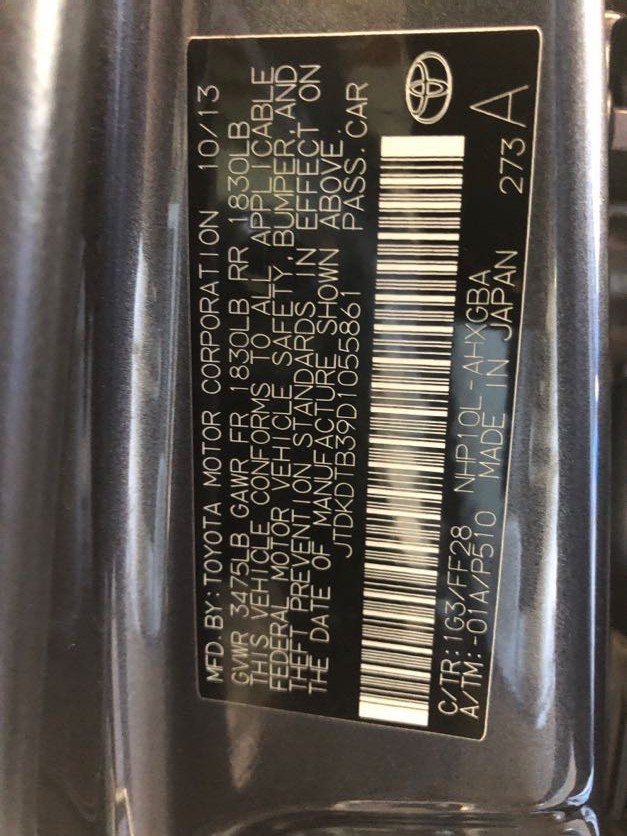 MFD. BY: TOYOTA MOTOR CORPORATION 10/13
GVWR 3475LB GAWR FR 1830LB RR 1830LB
THIS VEHICLE CONFORMS TO ALL APPLICABLE
FEDERAL MOTOR VEHICLE SAFETY, BUMPER, AND
THEFT PREVENTION STANDARDS IN EFFECT ON
THE DATE OF MANUFACTURE SHOWN ABOVE.
JTDKDTB39D1055861 PASS. CAR
C/TR: 1G3/FF28 NHP10L-AHXGBA
A/TM: -01A/P510 MADE IN JAPAN 273 A